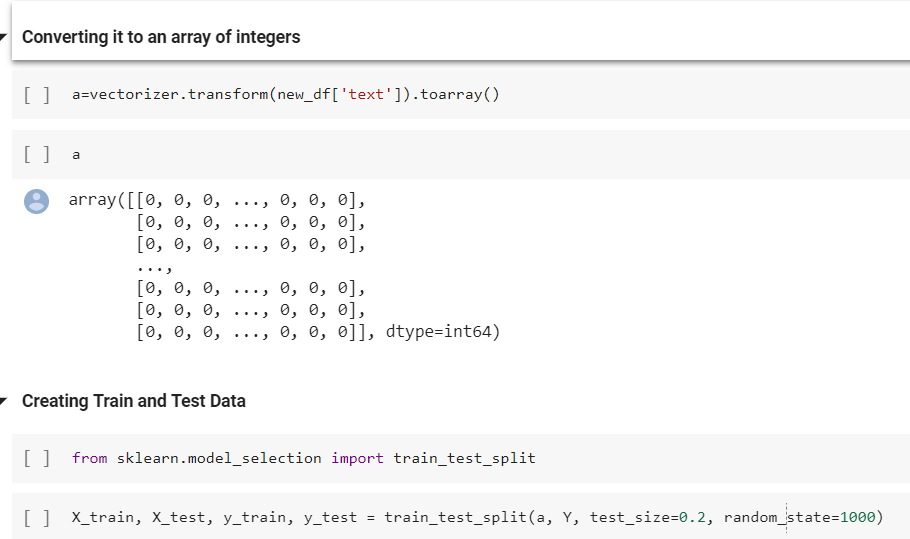 Converting it to an array of integers
[ ] a=vectorizer.transform(new_df['text']).toarray()
[ ] a
array([[0, 0, 0, ..., 0, 0, 0],
[0, 0, 0, ..., 0, 0, 0],
[0, 0, 0, ..., 0, 0, 0],
...,
[0, 0, 0, ..., 0, 0, 0],
[0, 0, 0, ..., 0, 0, 0],
[0, 0, 0, ..., 0, 0, 0]], dtype=int64)
Creating Train and Test Data
[ ] from sklearn.model_selection import train_test_split
[ ] X_train, X_test, y_train, y_test = train_test_split(a, Y, test_size=0.2, random_state=1000)